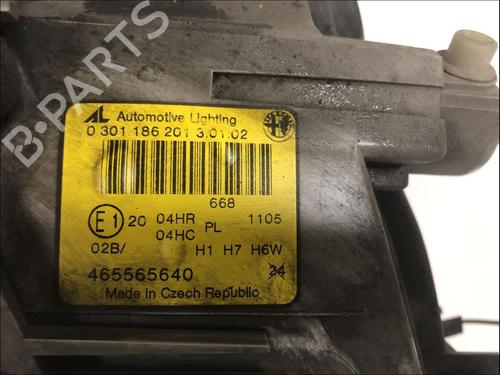 B-PARTS
AL Automotive Lighting
0 301 186 201 3.01.02
668
E1 20 04HR PL 1105
04HC
02B/ H1 H7 H6W
465565640 24
Made in Czech Republic